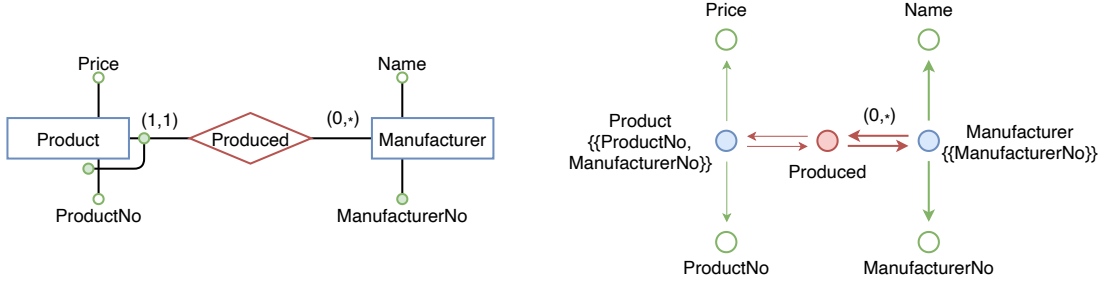 Price
Name
(1,1)
(0,*)
Product
Produced
Manufacturer
ProductNo
ManufacturerNo
Price
Name
Product
{{ProductNo,
ManufacturerNo}}
(0,*)
Produced
Manufacturer
{{ManufacturerNo}}
ProductNo
ManufacturerNo